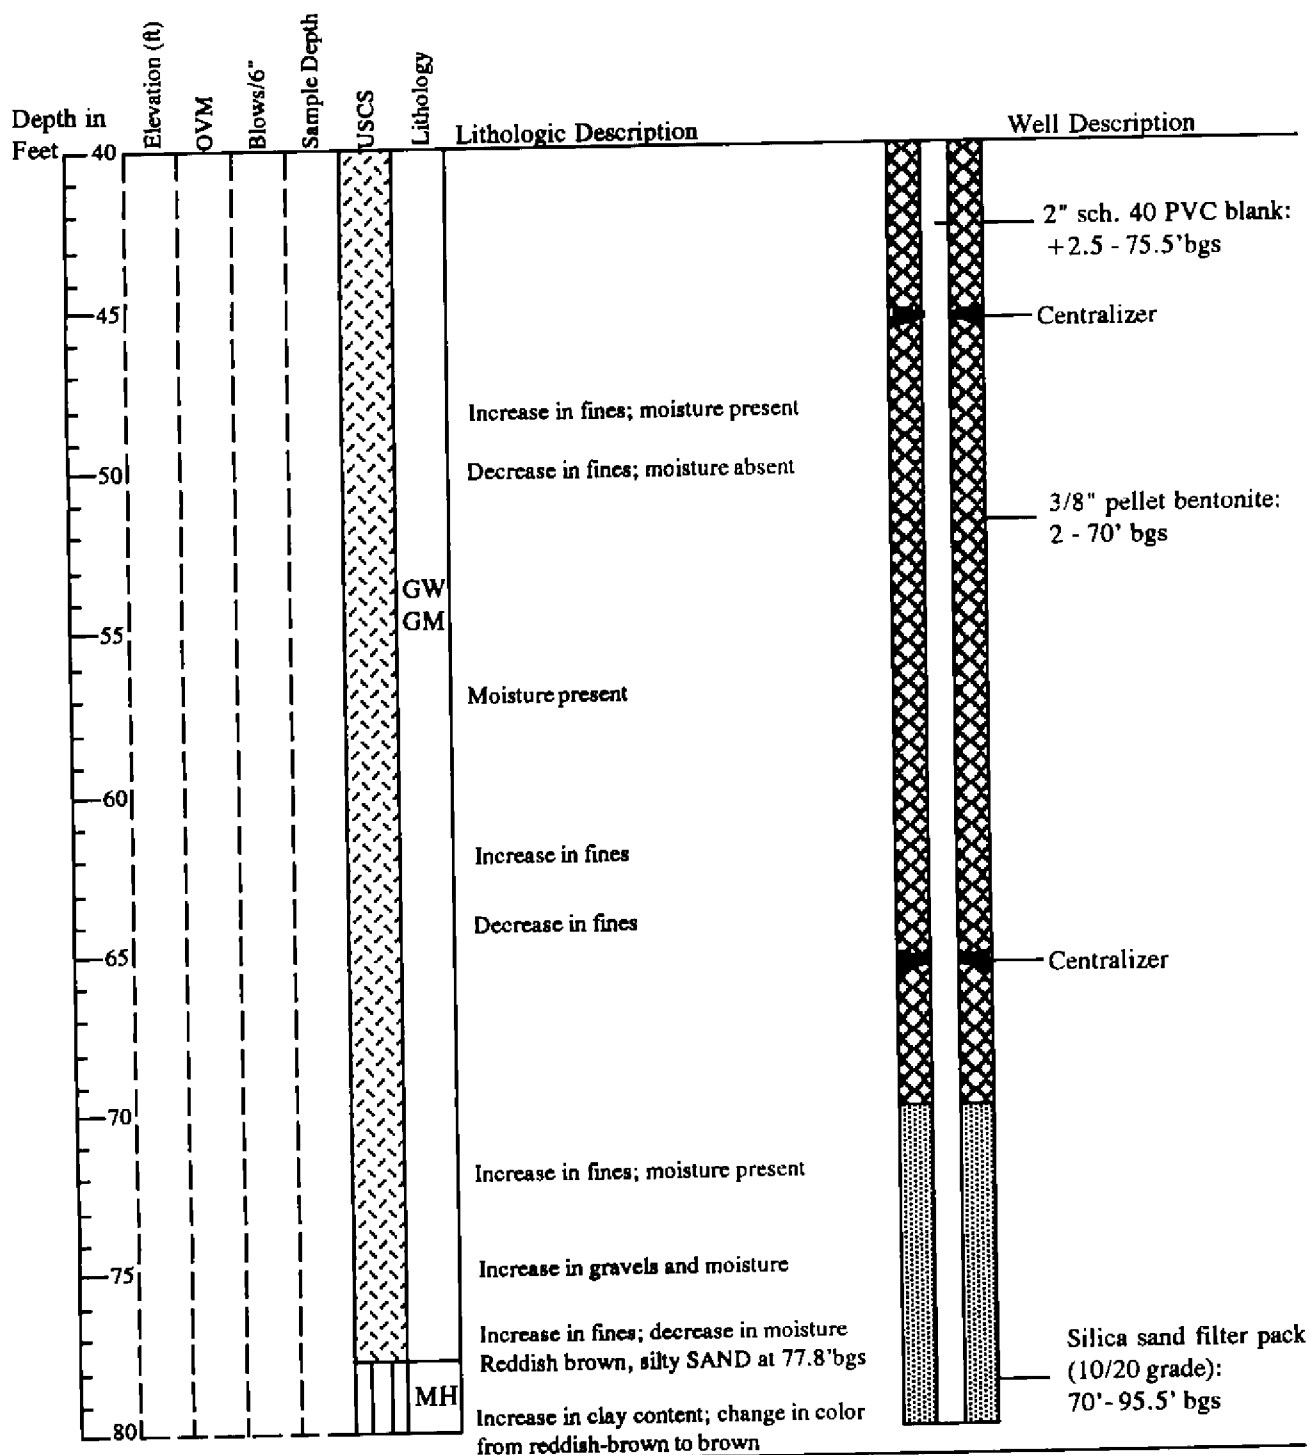 Depth in
Feet
Elevation (ft)
OVM
Blows/6"
Sample Depth
USCS
Lithology
Lithologic Description
Well Description
40
2" sch. 40 PVC blank:
+2.5 - 75.5'bgs
45
Centralizer
Increase in fines; moisture present
Decrease in fines; moisture absent
50
3/8" pellet bentonite:
2 - 70' bgs
GW
GM
55
Moisture present
60
Increase in fines
Decrease in fines
65
Centralizer
70
Increase in fines; moisture present
Increase in gravels and moisture
75
Increase in fines; decrease in moisture
Reddish brown, silty SAND at 77.8'bgs
Silica sand filter pack
(10/20 grade):
70'- 95.5' bgs
MH
Increase in clay content; change in color
from reddish-brown to brown
80